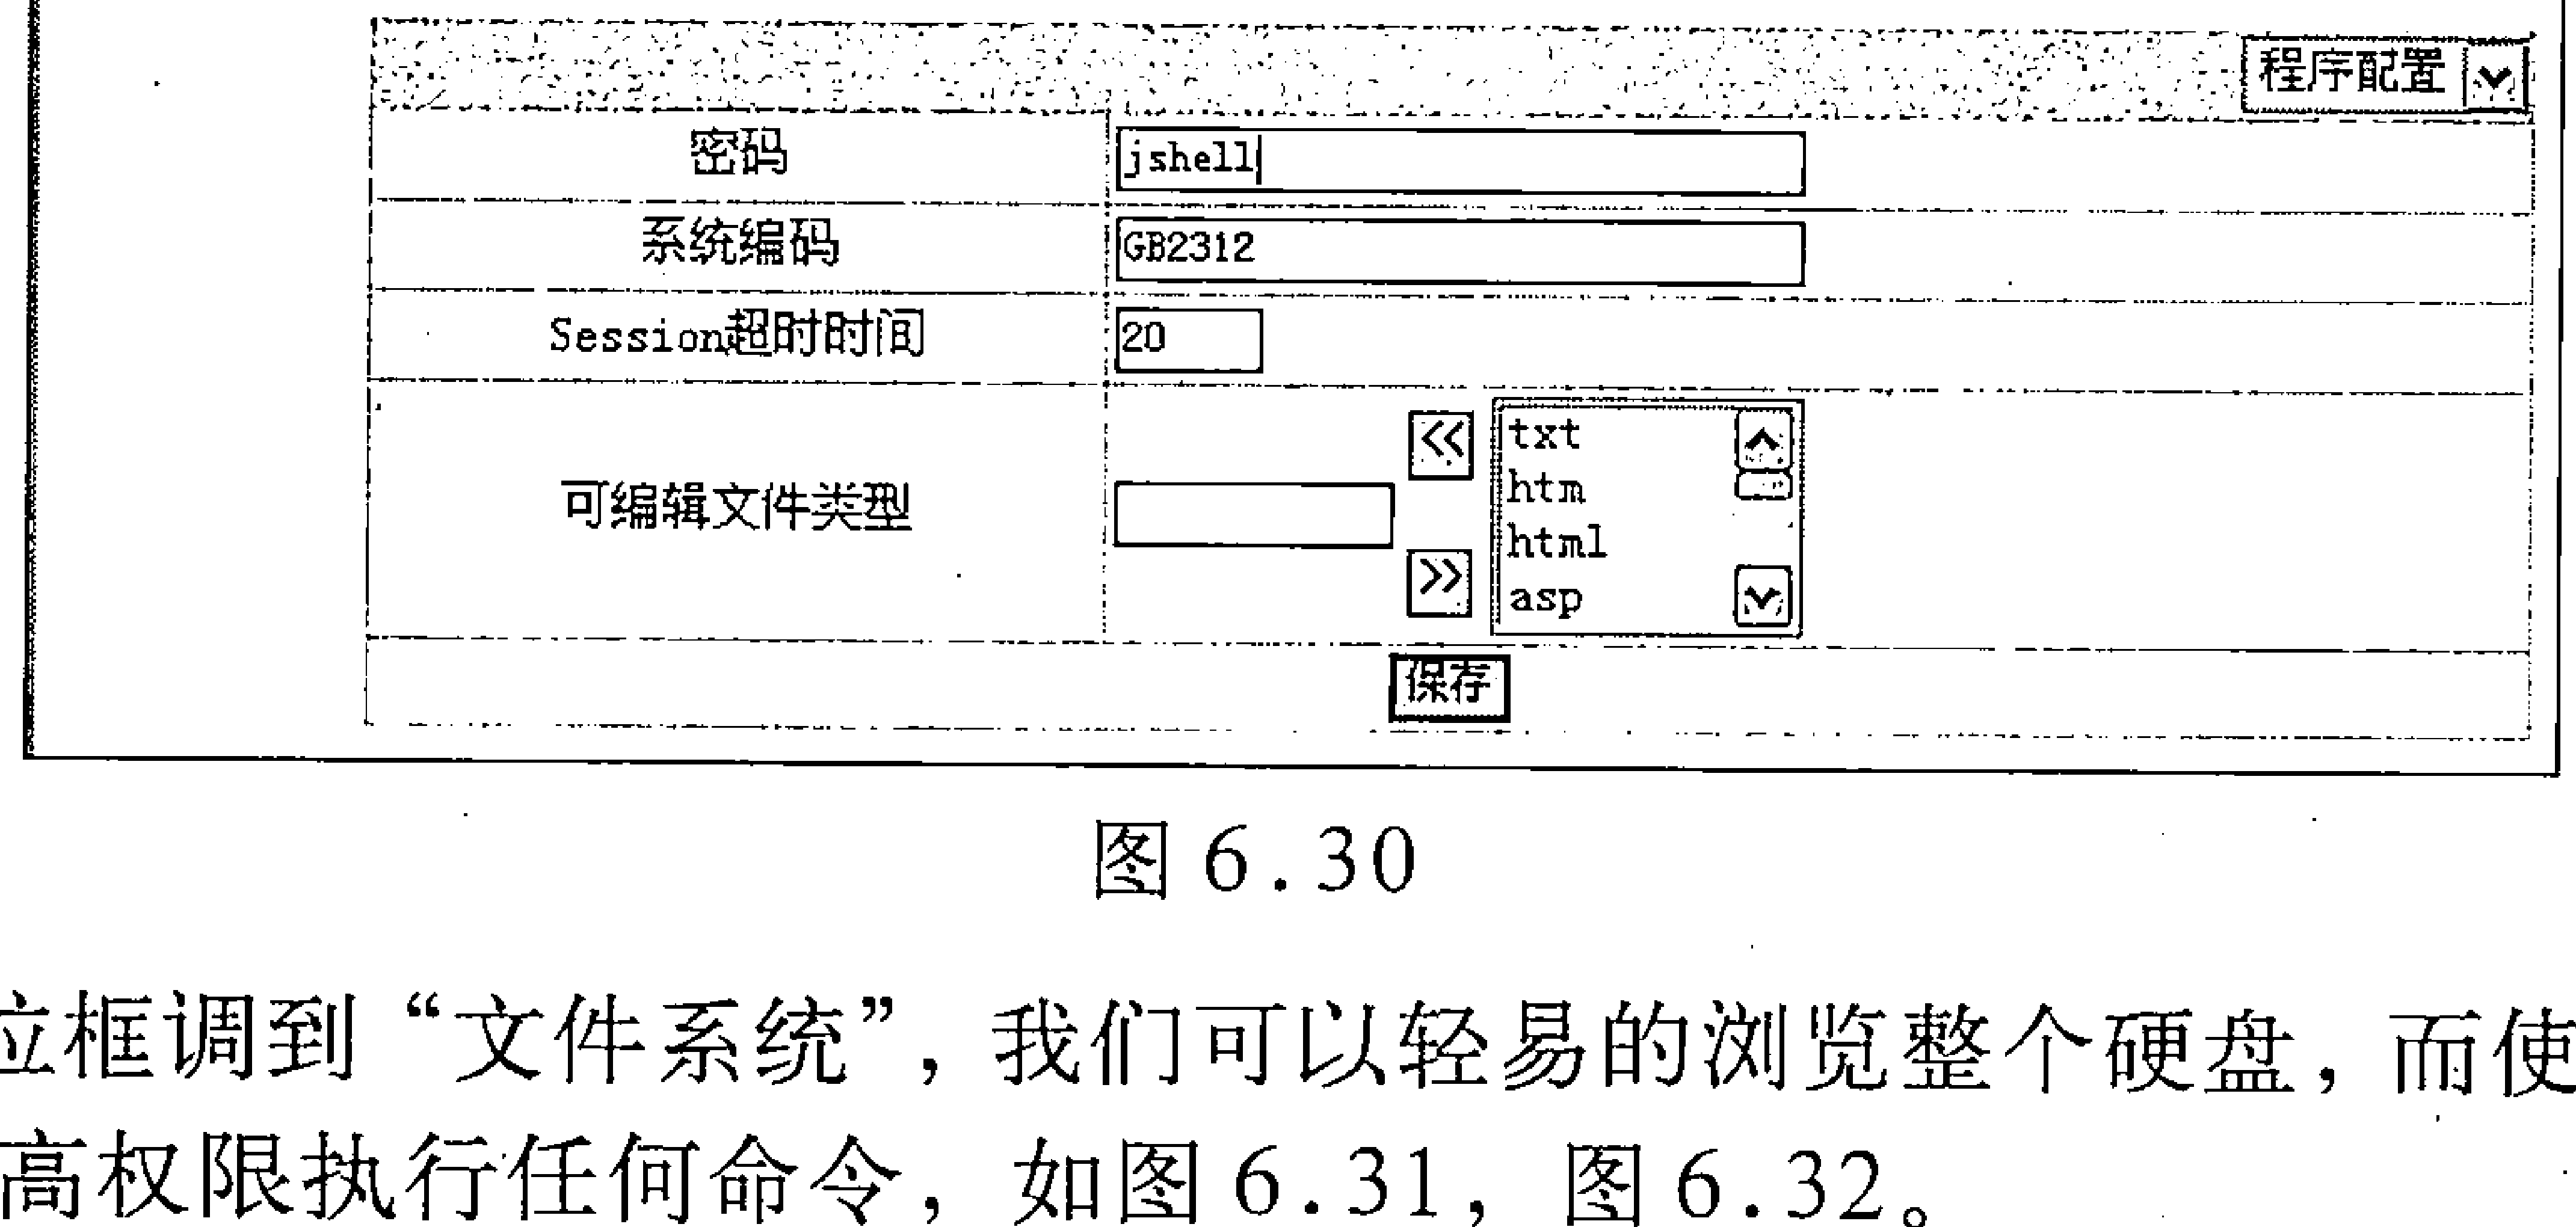 程序配置
密码 jshell
系统编码 GB2312
Session超时时间 20
可编辑文件类型 << >> txt
htm
html
asp
保存
图 6.30
框调到“文件系统”，我们可以轻易的浏览整个硬盘，而使
高权限执行任何命令，如图 6.31，图 6.32。